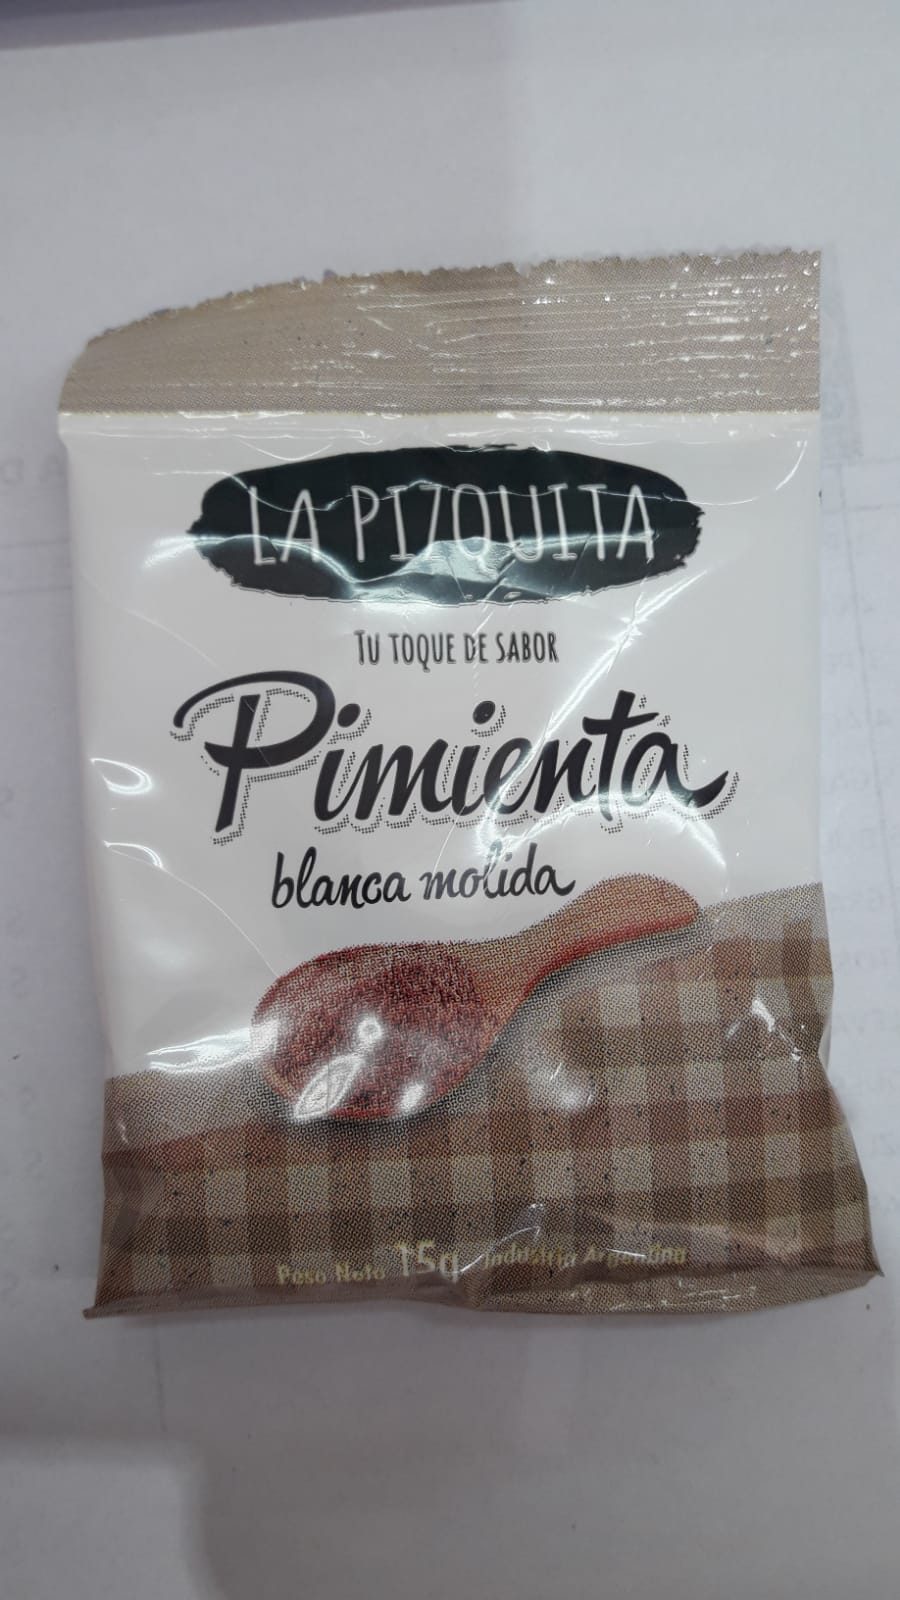 LA PIZQUITA
TU TOQUE DE SABOR
Pimienta
blanca molida
Peso Neto 15g Industria Argentina